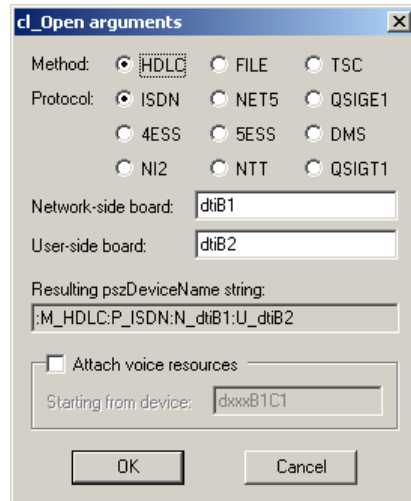 cl_Open arguments
Method: HDLC FILE TSC
Protocol: ISDN NET5 QSIGE1
4ESS 5ESS DMS
NI2 NTT QSIGT1
Network-side board: dtiB1
User-side board: dtiB2
Resulting pszDeviceName string:
:M_HDLC:P_ISDN:N_dtiB1:U_dtiB2
Attach voice resources
Starting from device: dxxxB1C1
OK Cancel